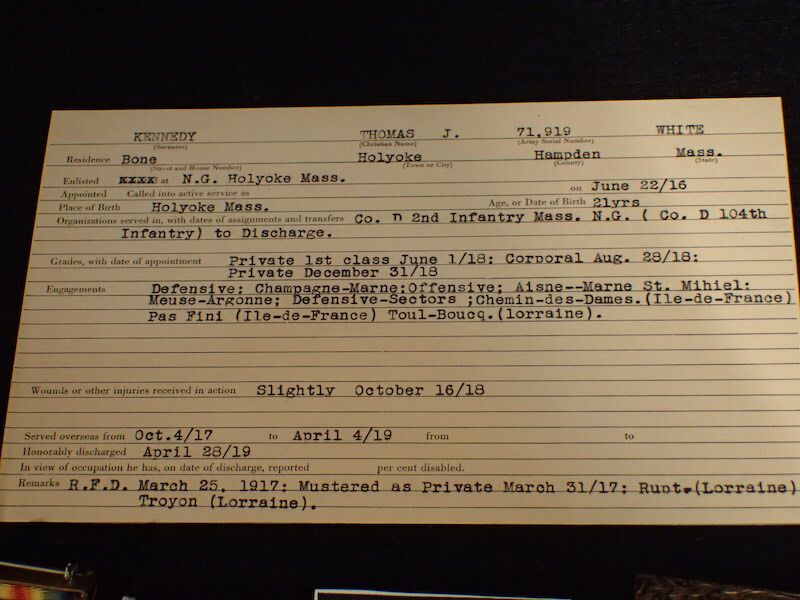 KENNEDY THOMAS J. 71,919 WHITE
(Surname) (Christian Name) (Army Serial Number)
Residence Bone Holyoke Hampden Mass.
(Street and House Number) (Town or City) (County) (State)
Enlisted xxxx at N.G. Holyoke Mass. on June 22/16
Appointed Called into active service as
Place of Birth Holyoke Mass. Age, or Date of Birth 21yrs
Organizations served in, with dates of assignments and transfers Co. D 2nd Infantry Mass. N.G. ( Co. D 104th
Infantry) to Discharge.
Grades, with date of appointment Private 1st class June 1/18: Corporal Aug. 28/18:
Private December 31/18
Engagements Defensive: Champagne-Marne:Offensive; Aisne--Marne St. Mihiel:
Meuse-Argonne; Defensive-Sectors ;Chemin-des-Dames.(Ile-de-France)
Pas Fini (Ile-de-France) Toul-Boucq.(lorraine).
Wounds or other injuries received in action Slightly October 16/18
Served overseas from Oct.4/17 to April 4/19 from to
Honorably discharged April 28/19
In view of occupation he has, on date of discharge, reported per cent disabled.
Remarks R.F.D. March 25, 1917: Mustered as Private March 31/17: Rupt.(Lorraine)
Troyon (Lorraine).